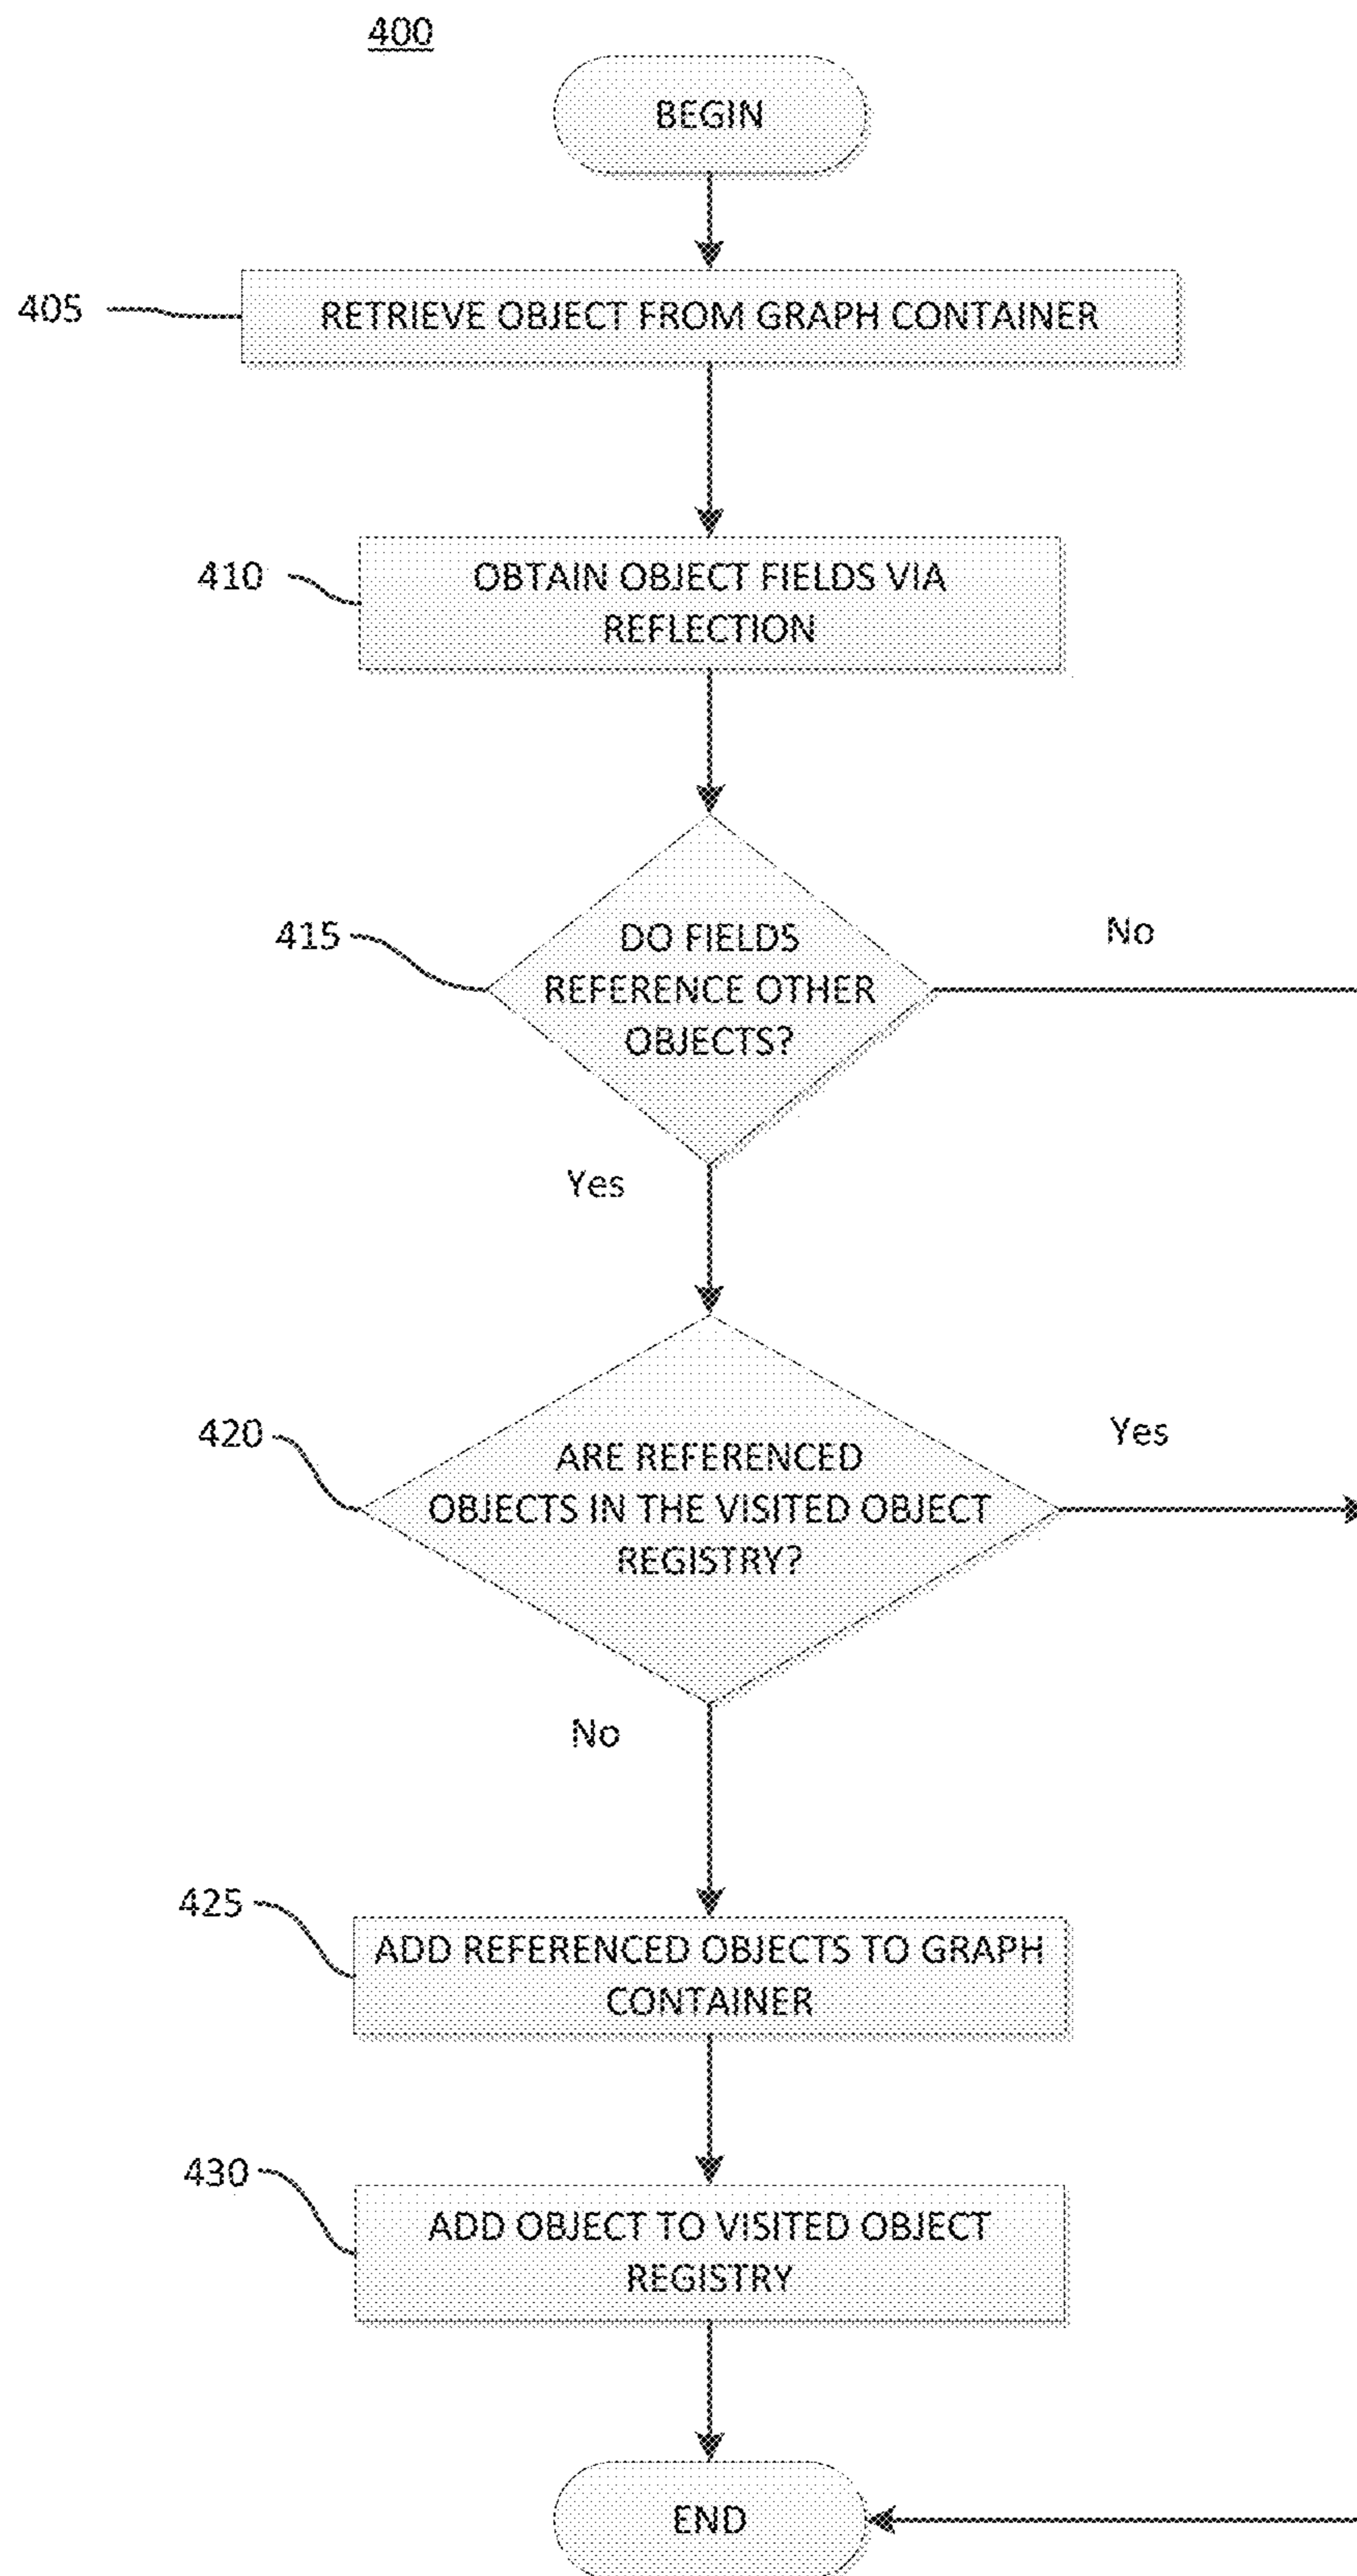 400
BEGIN
405
RETRIEVE OBJECT FROM GRAPH CONTAINER
410
OBTAIN OBJECT FIELDS VIA
REFLECTION
415
DO FIELDS
REFERENCE OTHER
OBJECTS?
No
Yes
420
ARE REFERENCED
OBJECTS IN THE VISITED OBJECT
REGISTRY?
Yes
No
425
ADD REFERENCED OBJECTS TO GRAPH
CONTAINER
430
ADD OBJECT TO VISITED OBJECT
REGISTRY
END